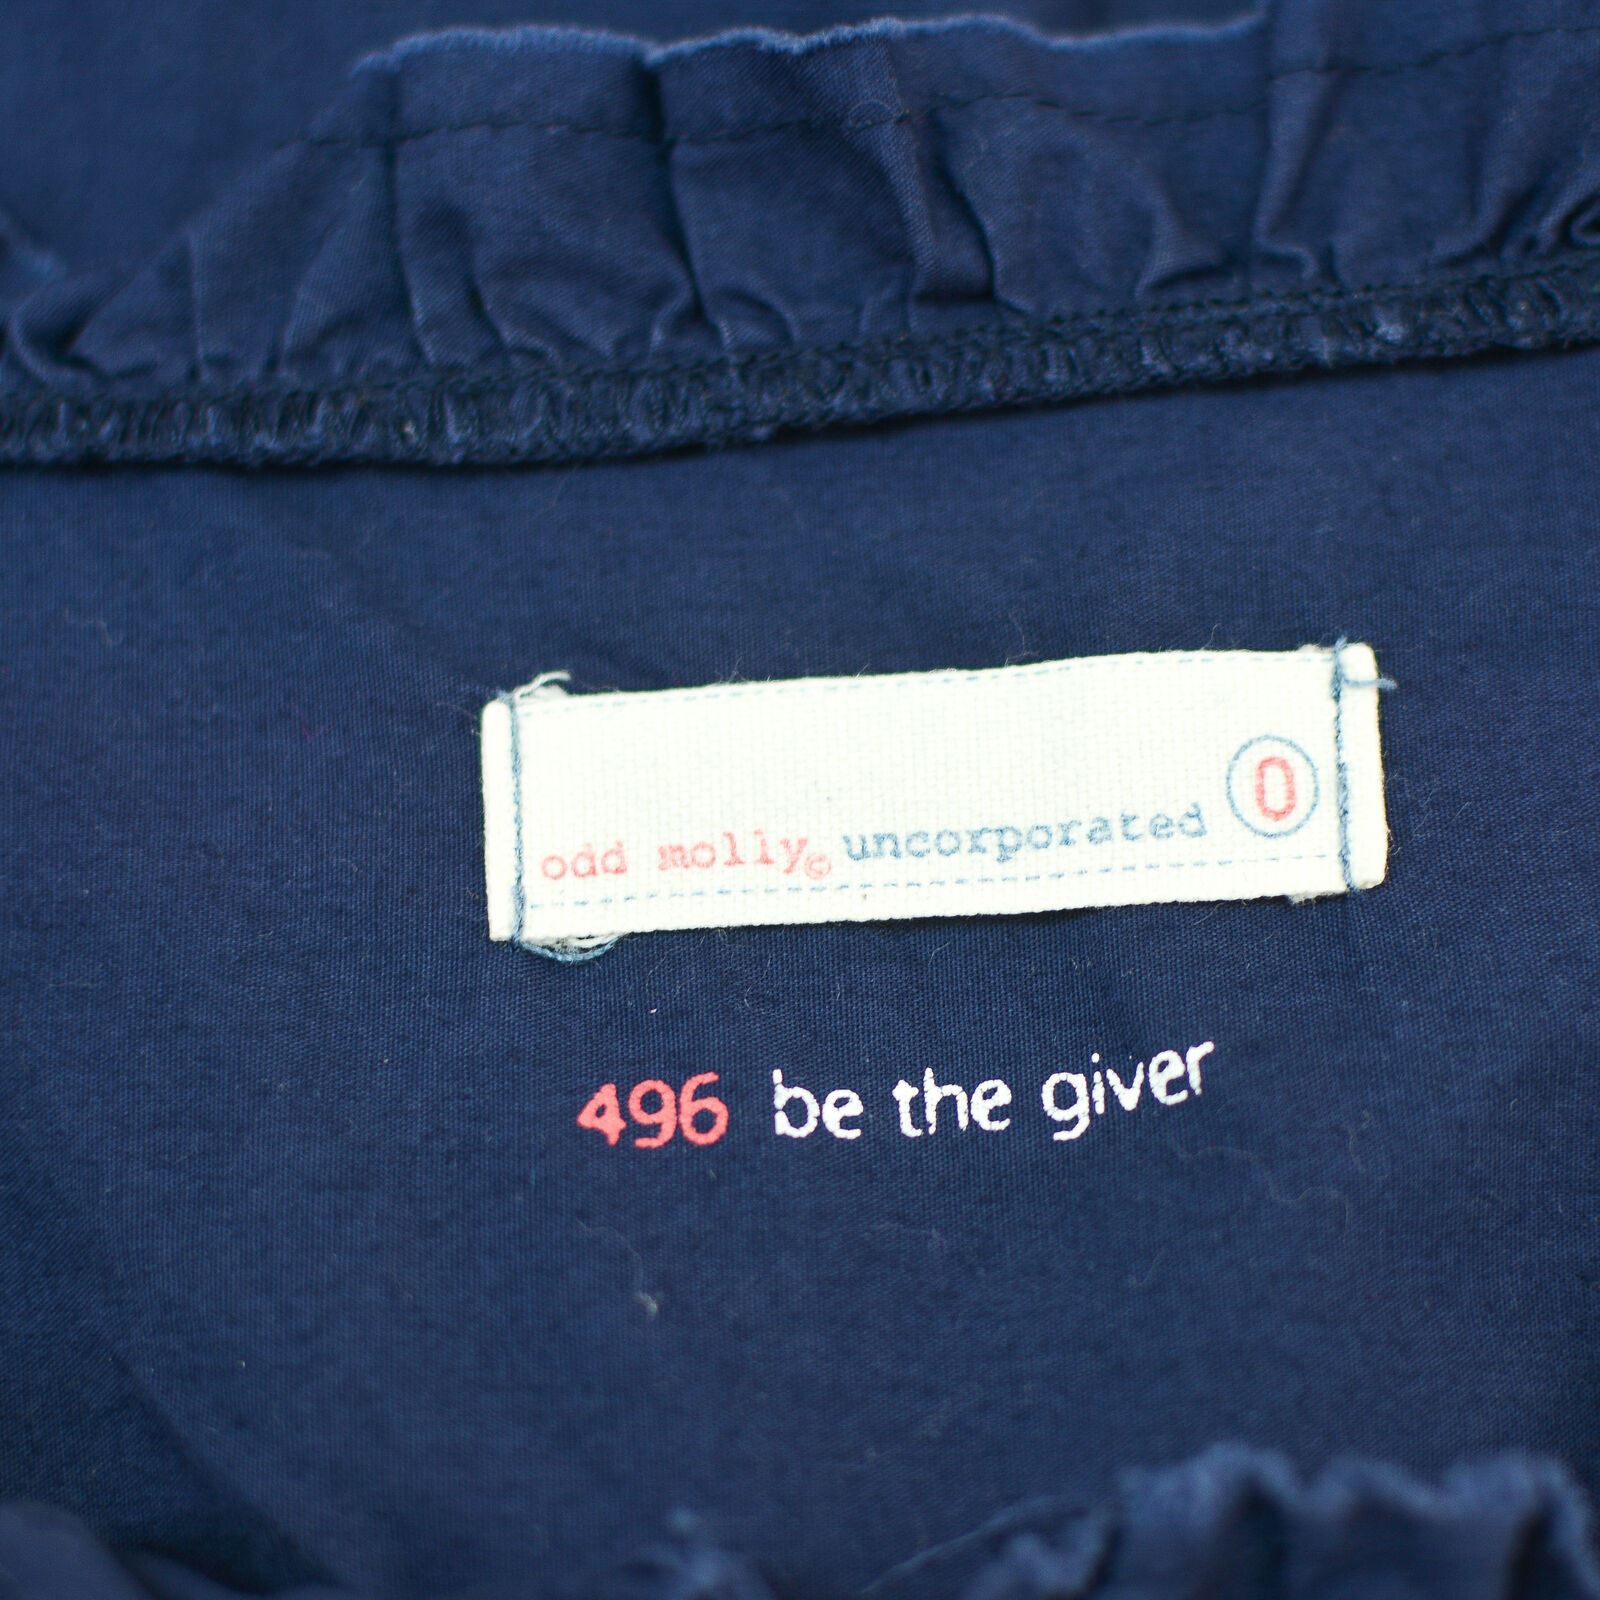 odd molly© uncorporated 0
496 be the giver